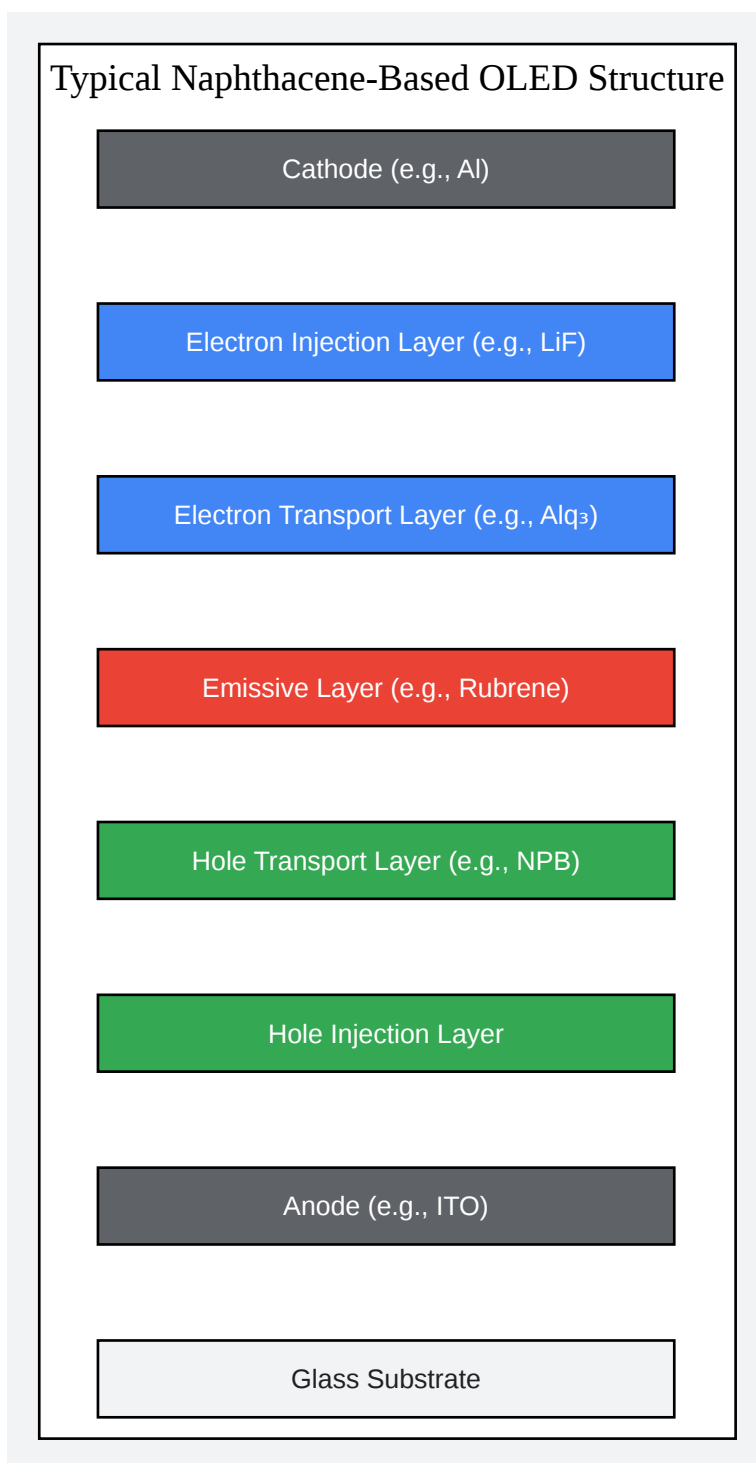 Typical Naphthacene-Based OLED Structure
Cathode (e.g., Al)
Electron Injection Layer (e.g., LiF)
Electron Transport Layer (e.g., Alq₃)
Emissive Layer (e.g., Rubrene)
Hole Transport Layer (e.g., NPB)
Hole Injection Layer
Anode (e.g., ITO)
Glass Substrate